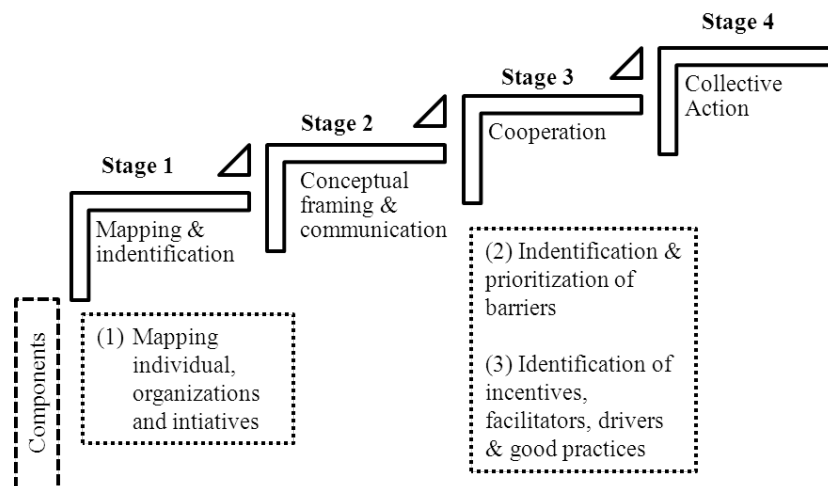 Stage 1
Mapping &
indentification
Stage 2
Conceptual
framing &
communication
Stage 3
Cooperation
Stage 4
Collective
Action
Components
(1) Mapping
individual,
organizations
and intiatives
(2) Indentification &
prioritization of
barriers
(3) Identification of
incentives,
facilitators, drivers
& good practices